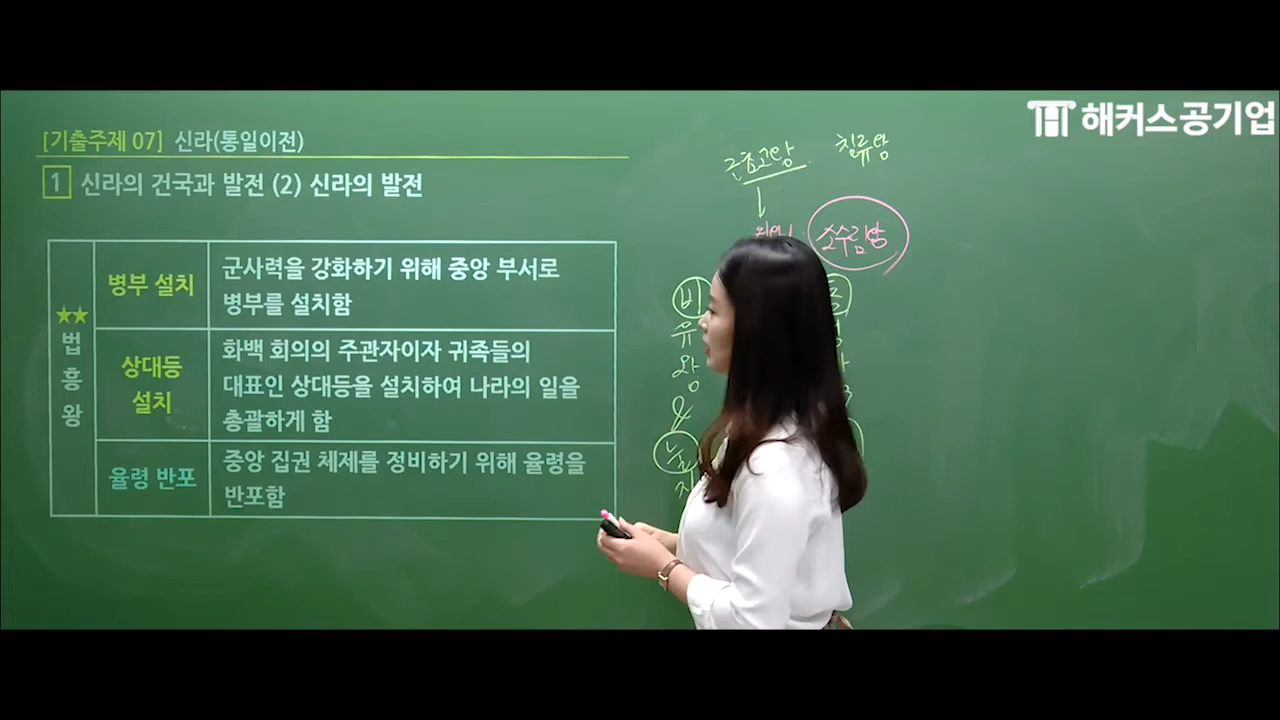 해커스공기업
[기출주제 07] 신라(통일이전)
1 신라의 건국과 발전 (2) 신라의 발전
★★
법
흥
왕
병부 설치
군사력을 강화하기 위해 중앙 부서로
병부를 설치함
상대등
설치
화백 회의의 주관자이자 귀족들의
대표인 상대등을 설치하여 나라의 일을
총괄하게 함
율령 반포
중앙 집권 체제를 정비하기 위해 율령을
반포함
근초고왕
침류왕
소수림왕
비
유
왕
눌
지